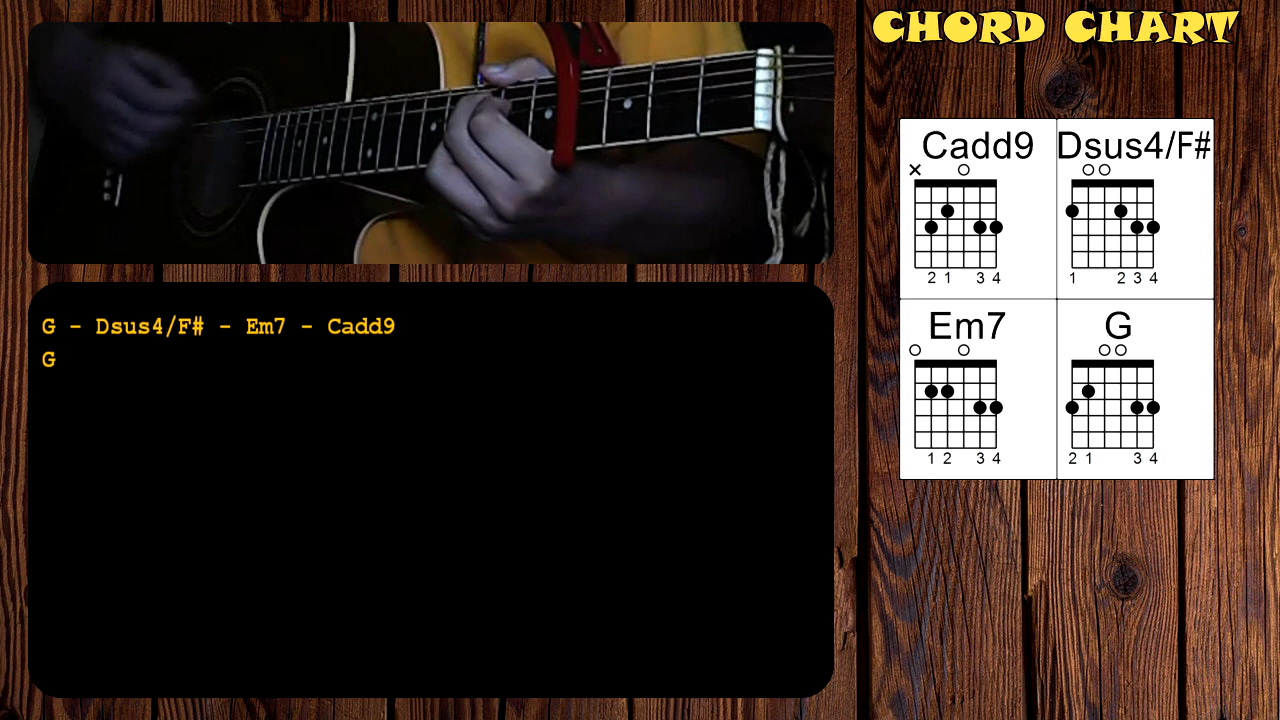 CHORD CHART
G - Dsus4/F# - Em7 - Cadd9
G
Cadd9
× ○
2 1 3 4
Dsus4/F#
○ ○
1 2 3 4
Em7
○ ○
1 2 3 4
G
○ ○
2 1 3 4